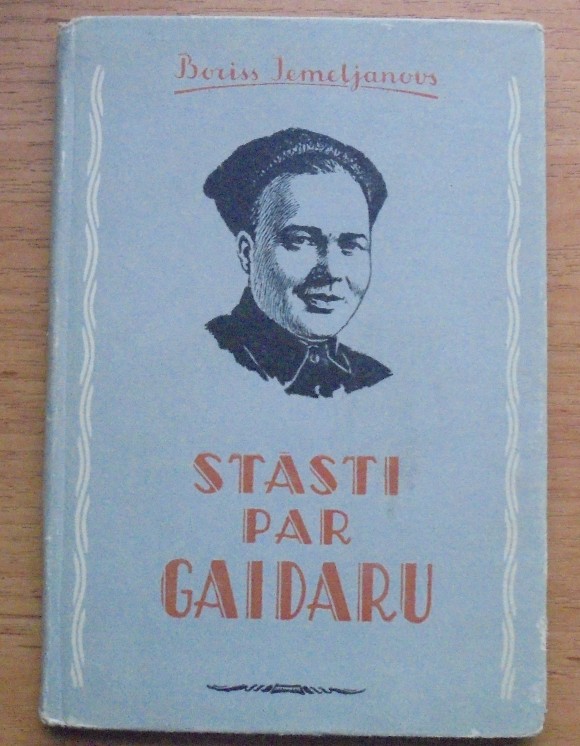 Boriss Jemeljanovs
STĀSTI
PAR
GAIDARU